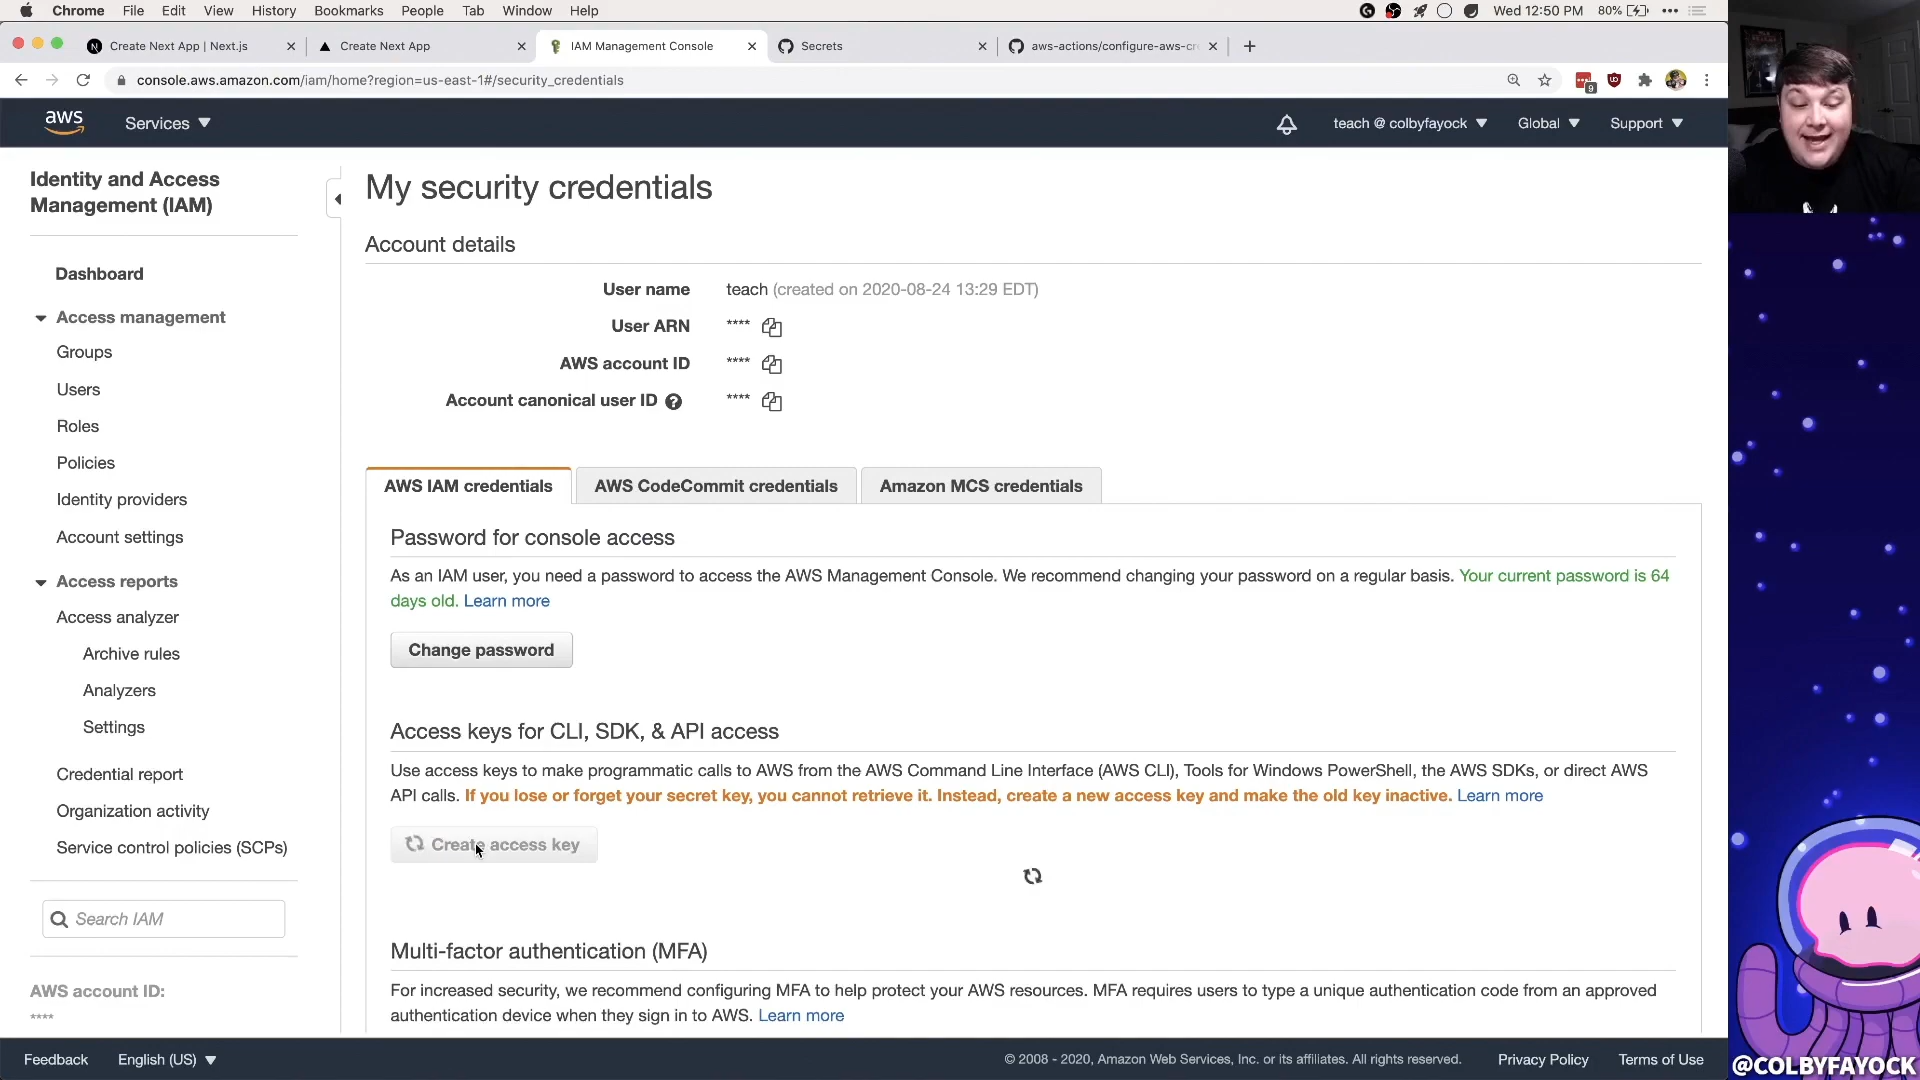 Chrome File Edit View History Bookmarks People Tab Window Help
Wed 12:50 PM 80%
Create Next App | Next.js
Create Next App
IAM Management Console
Secrets
aws-actions/configure-aws-cr
console.aws.amazon.com/iam/home?region=us-east-1#/security_credentials
9
aws
Services
teach @ colbyfayock
Global
Support
Identity and Access
Management (IAM)
Dashboard
Access management
Groups
Users
Roles
Policies
Identity providers
Account settings
Access reports
Access analyzer
Archive rules
Analyzers
Settings
Credential report
Organization activity
Service control policies (SCPs)
Search IAM
AWS account ID:
****
My security credentials
Account details
User name teach (created on 2020-08-24 13:29 EDT)
User ARN ****
AWS account ID ****
Account canonical user ID ****
AWS IAM credentials
AWS CodeCommit credentials
Amazon MCS credentials
Password for console access
As an IAM user, you need a password to access the AWS Management Console. We recommend changing your password on a regular basis. Your current password is 64
days old. Learn more
Change password
Access keys for CLI, SDK, & API access
Use access keys to make programmatic calls to AWS from the AWS Command Line Interface (AWS CLI), Tools for Windows PowerShell, the AWS SDKs, or direct AWS
API calls. If you lose or forget your secret key, you cannot retrieve it. Instead, create a new access key and make the old key inactive. Learn more
Create access key
Multi-factor authentication (MFA)
For increased security, we recommend configuring MFA to help protect your AWS resources. MFA requires users to type a unique authentication code from an approved
authentication device when they sign in to AWS. Learn more
Feedback
English (US)
© 2008 - 2020, Amazon Web Services, Inc. or its affiliates. All rights reserved.
Privacy Policy
Terms of Use
@COLBYFAYOCK